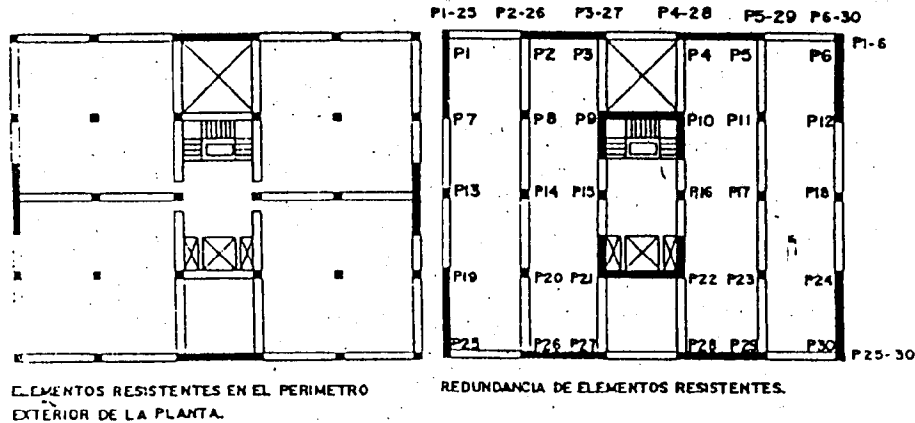 P1-25 P2-26 P3-27 P4-28 P5-29 P6-30
P1-6
P1 P2 P3 P4 P5 P6
P7 P8 P9 P10 P11 P12
P13 P14 P15 P16 P17 P18
P19 P20 P21 P22 P23 P24
P25 P26 P27 P28 P29 P30
P25-30
ELEMENTOS RESISTENTES EN EL PERIMETRO
EXTERIOR DE LA PLANTA.
REDUNDANCIA DE ELEMENTOS RESISTENTES.